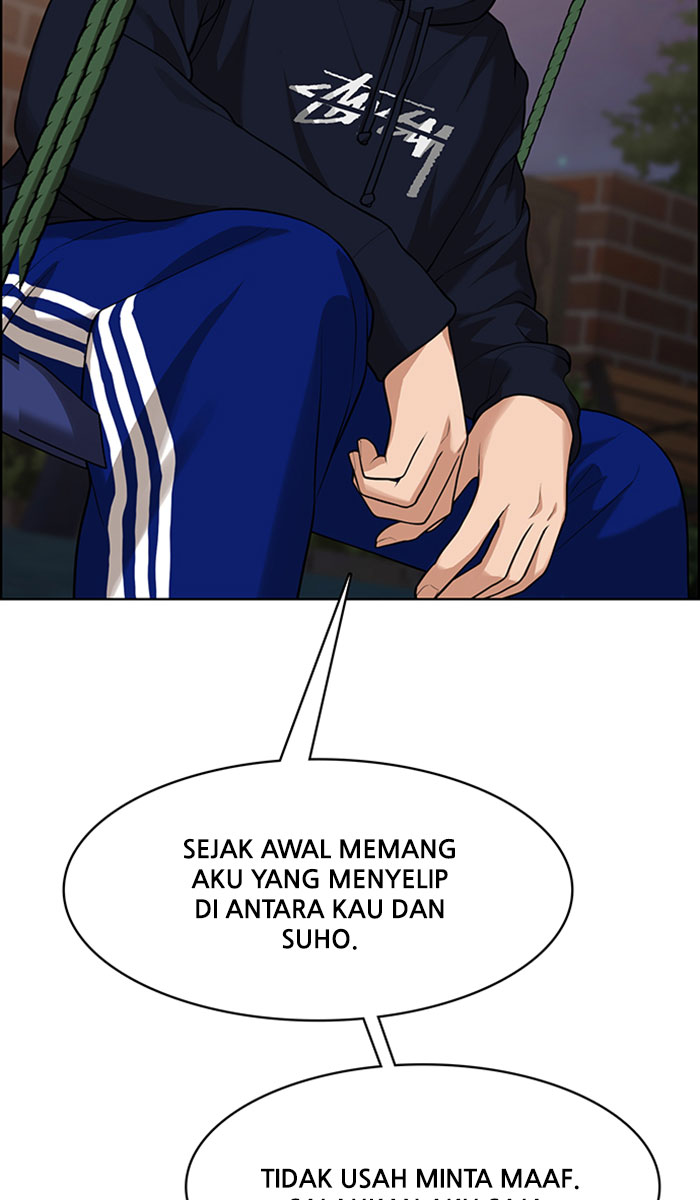 SEJAK AWAL MEMANG
AKU YANG MENYELIP
DI ANTARA KAU DAN
SUHO.
TIDAK USAH MINTA MAAF.